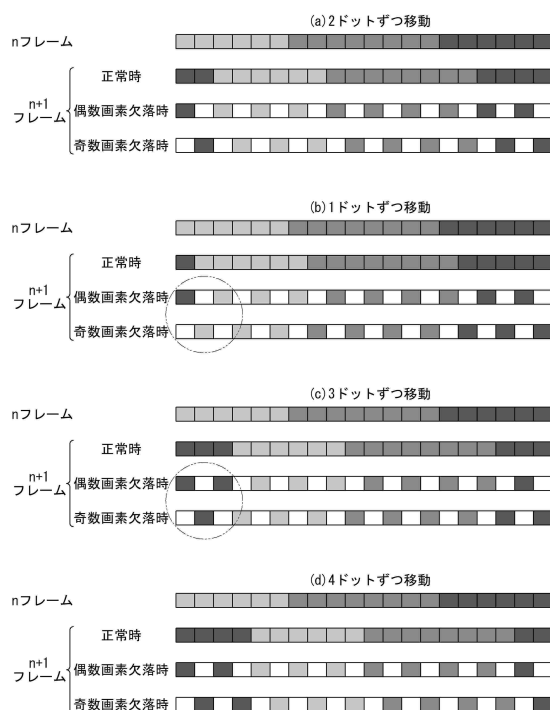 (a)2ドットずつ移動
nフレーム
正常時
n+1
フレーム
偶数画素欠落時
奇数画素欠落時
(b)1ドットずつ移動
nフレーム
正常時
n+1
フレーム
偶数画素欠落時
奇数画素欠落時
(c)3ドットずつ移動
nフレーム
正常時
n+1
フレーム
偶数画素欠落時
奇数画素欠落時
(d)4ドットずつ移動
nフレーム
正常時
n+1
フレーム
偶数画素欠落時
奇数画素欠落時